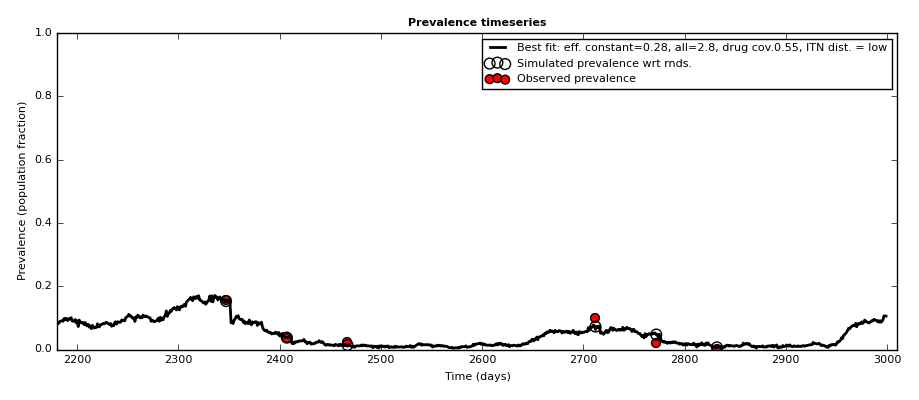 Prevalence timeseries
Best fit: eff. constant=0.28, all=2.8, drug cov.0.55, ITN dist. = low
Simulated prevalence wrt rnds.
Observed prevalence
Prevalence (population fraction)
1.0
0.8
0.6
0.4
0.2
0.0
2200 2300 2400 2500 2600 2700 2800 2900 3000
Time (days)